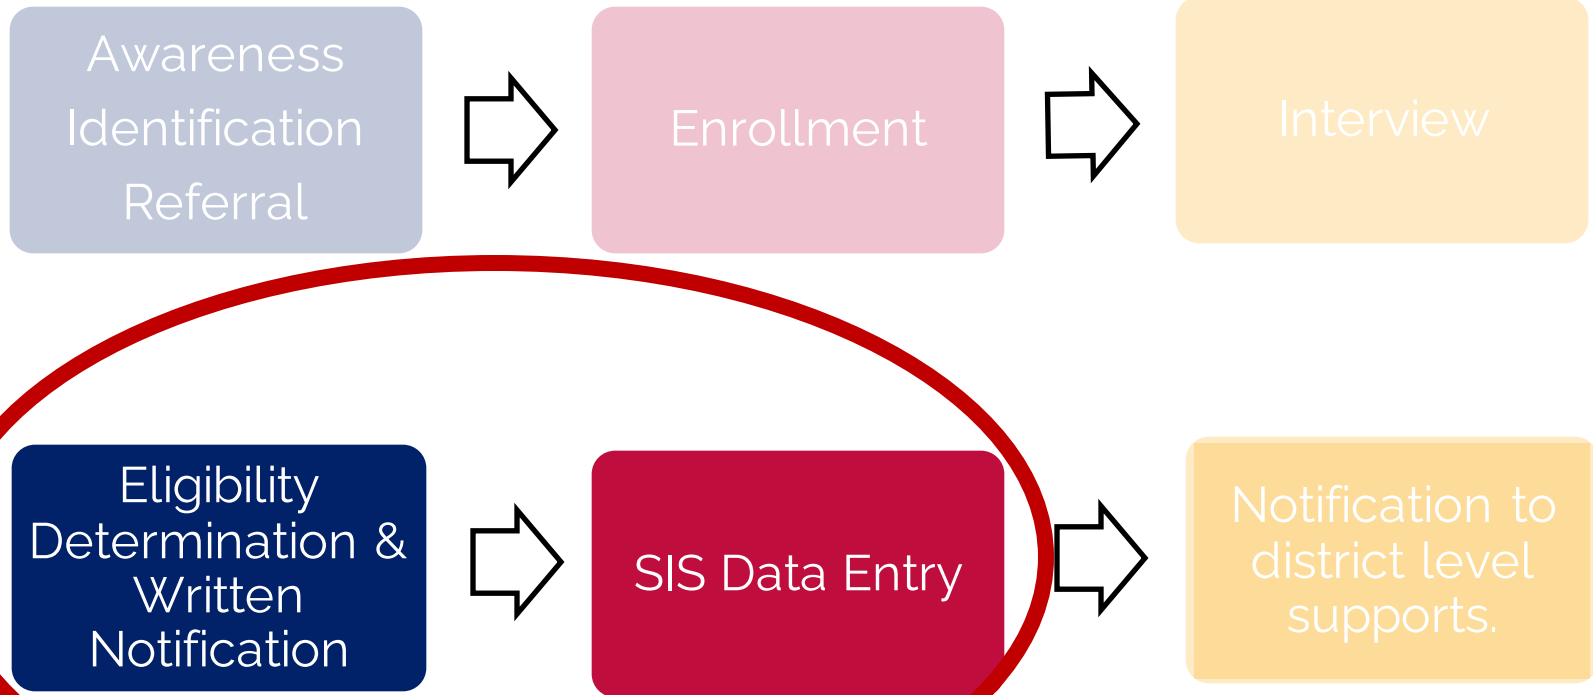 Awareness
Identification
Referral
Enrollment
Interview
Eligibility
Determination &
Written
Notification
SIS Data Entry
Notification to
district level
supports.